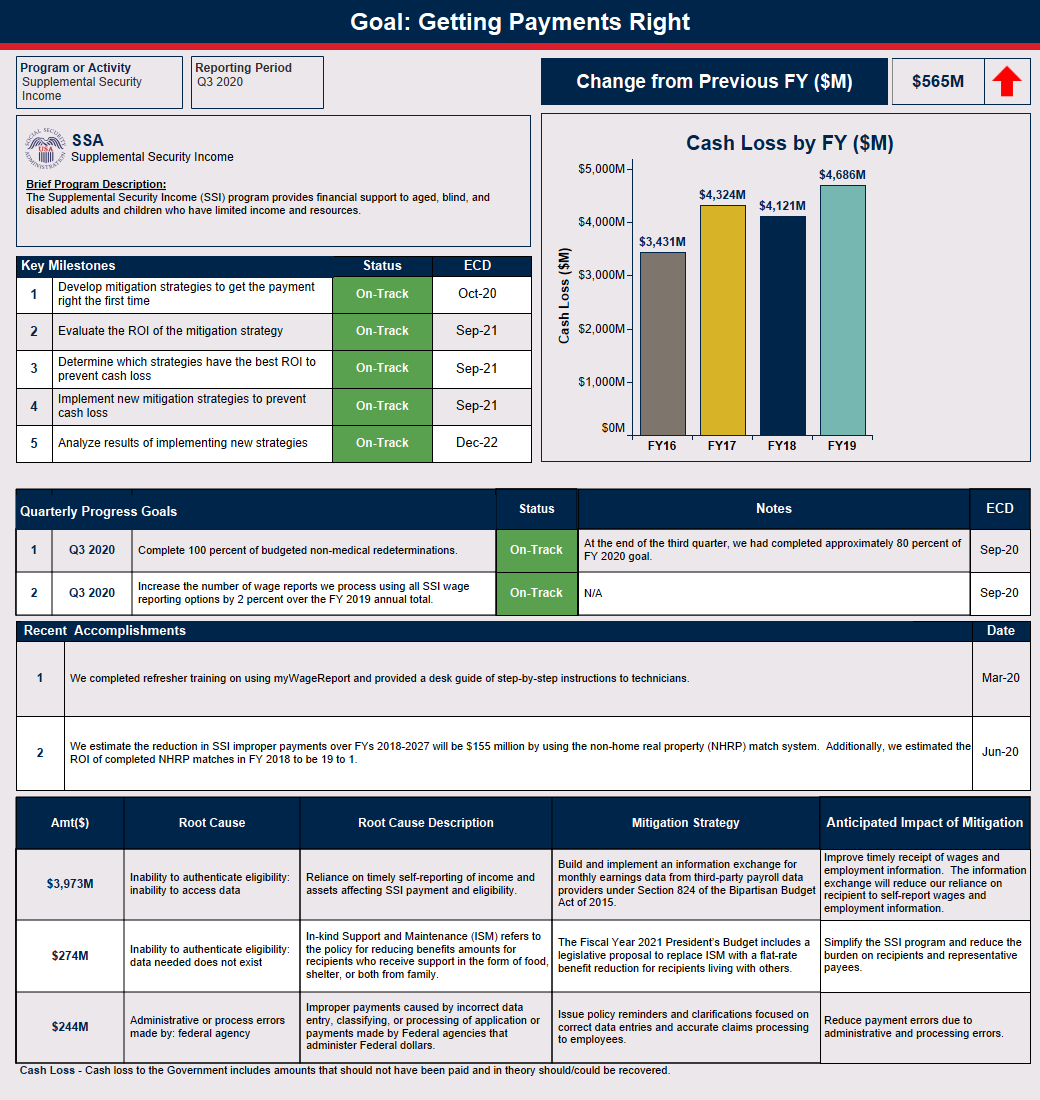 Goal: Getting Payments Right
Program or Activity
Supplemental Security
Income
Reporting Period
Q3 2020
Change from Previous FY ($M)
$565M
SOCIAL SECURITY ADMINISTRATION
USA
SSA
Supplemental Security Income
Brief Program Description:
The Supplemental Security Income (SSI) program provides financial support to aged, blind, and
disabled adults and children who have limited income and resources.
Key Milestones Status ECD
1 Develop mitigation strategies to get the payment
right the first time On-Track Oct-20
2 Evaluate the ROI of the mitigation strategy On-Track Sep-21
3 Determine which strategies have the best ROI to
prevent cash loss On-Track Sep-21
4 Implement new mitigation strategies to prevent
cash loss On-Track Sep-21
5 Analyze results of implementing new strategies On-Track Dec-22
Cash Loss by FY ($M)
Cash Loss ($M)
$5,000M
$4,000M
$3,000M
$2,000M
$1,000M
$0M
$3,431M
$4,324M
$4,121M
$4,686M
FY16 FY17 FY18 FY19
Quarterly Progress Goals Status Notes ECD
1 Q3 2020 Complete 100 percent of budgeted non-medical redeterminations. On-Track At the end of the third quarter, we had completed approximately 80 percent of
FY 2020 goal. Sep-20
2 Q3 2020 Increase the number of wage reports we process using all SSI wage
reporting options by 2 percent over the FY 2019 annual total. On-Track N/A Sep-20
Recent Accomplishments Date
1 We completed refresher training on using myWageReport and provided a desk guide of step-by-step instructions to technicians. Mar-20
2 We estimate the reduction in SSI improper payments over FYs 2018-2027 will be $155 million by using the non-home real property (NHRP) match system. Additionally, we estimated the
ROI of completed NHRP matches in FY 2018 to be 19 to 1. Jun-20
Amt($) Root Cause Root Cause Description Mitigation Strategy Anticipated Impact of Mitigation
$3,973M
Inability to authenticate eligibility:
inability to access data
Reliance on timely self-reporting of income and
assets affecting SSI payment and eligibility.
Build and implement an information exchange for
monthly earnings data from third-party payroll data
providers under Section 824 of the Bipartisan Budget
Act of 2015.
Improve timely receipt of wages and
employment information. The information
exchange will reduce our reliance on
recipient to self-report wages and
employment information.
$274M
Inability to authenticate eligibility:
data needed does not exist
In-kind Support and Maintenance (ISM) refers to
the policy for reducing benefits amounts for
recipients who receive support in the form of food,
shelter, or both from family.
The Fiscal Year 2021 President's Budget includes a
legislative proposal to replace ISM with a flat-rate
benefit reduction for recipients living with others.
Simplify the SSI program and reduce the
burden on recipients and representative
payees.
$244M
Administrative or process errors
made by: federal agency
Improper payments caused by incorrect data
entry, classifying, or processing of application or
payments made by Federal agencies that
administer Federal dollars.
Issue policy reminders and clarifications focused on
correct data entries and accurate claims processing
to employees.
Reduce payment errors due to
administrative and processing errors.
Cash Loss - Cash loss to the Government includes amounts that should not have been paid and in theory should/could be recovered.